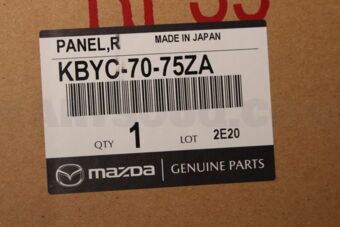 PANEL,R MADE IN JAPAN
KBYC-70-75ZA
QTY 1 LOT 2E20
mazda GENUINE PARTS